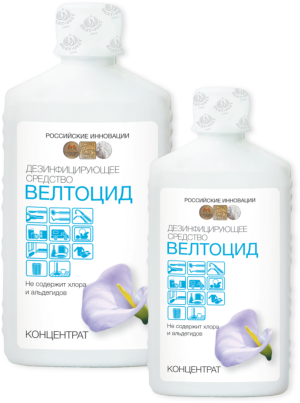 РОССИЙСКИЕ ИННОВАЦИИ
ДЕЗИНФИЦИРУЮЩЕЕ
СРЕДСТВО
ВЕЛТОЦИД
Не содержит хлора
и альдегидов
КОНЦЕНТРАТ
РОССИЙСКИЕ ИННОВАЦИИ
ДЕЗИНФИЦИРУЮЩЕЕ
СРЕДСТВО
ВЕЛТОЦИД
Не содержит хлора
и альдегидов
КОНЦЕНТРАТ